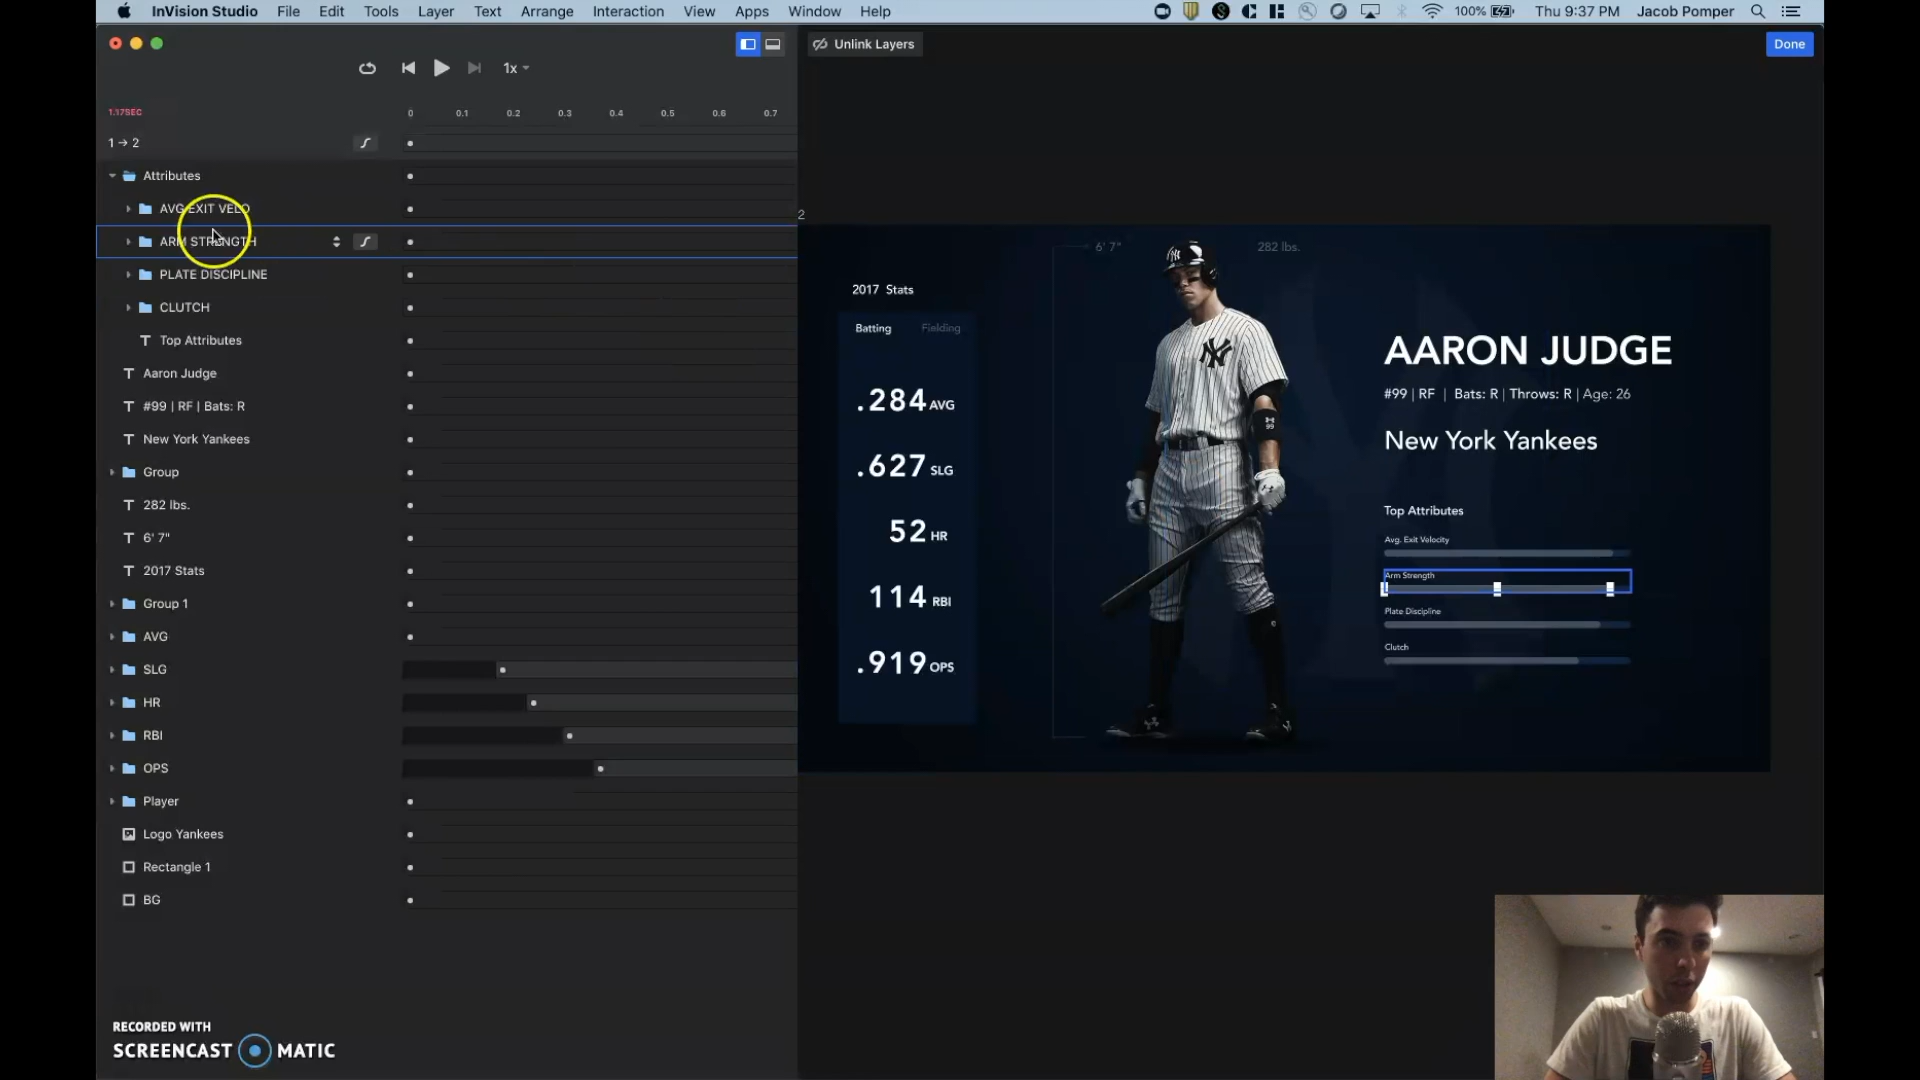 InVision Studio File Edit Tools Layer Text Arrange Interaction View Apps Window Help 100% Thu 9:37 PM Jacob Pomper
Unlink Layers
Done
1x
1.17SEC
0 0.1 0.2 0.3 0.4 0.5 0.6 0.7
1 → 2
Attributes
AVG EXIT VELO
ARM STRENGTH
PLATE DISCIPLINE
CLUTCH
Top Attributes
Aaron Judge
#99 | RF | Bats: R
New York Yankees
Group
282 lbs.
6' 7"
2017 Stats
Group 1
AVG
SLG
HR
RBI
OPS
Player
Logo Yankees
Rectangle 1
BG
2
6' 7"
282 lbs.
2017 Stats
Batting Fielding
.284 AVG
.627 SLG
52 HR
114 RBI
.919 OPS
AARON JUDGE
#99 | RF | Bats: R | Throws: R | Age: 26
New York Yankees
Top Attributes
Avg. Exit Velocity
Arm Strength
Plate Discipline
Clutch
RECORDED WITH
SCREENCAST MATIC